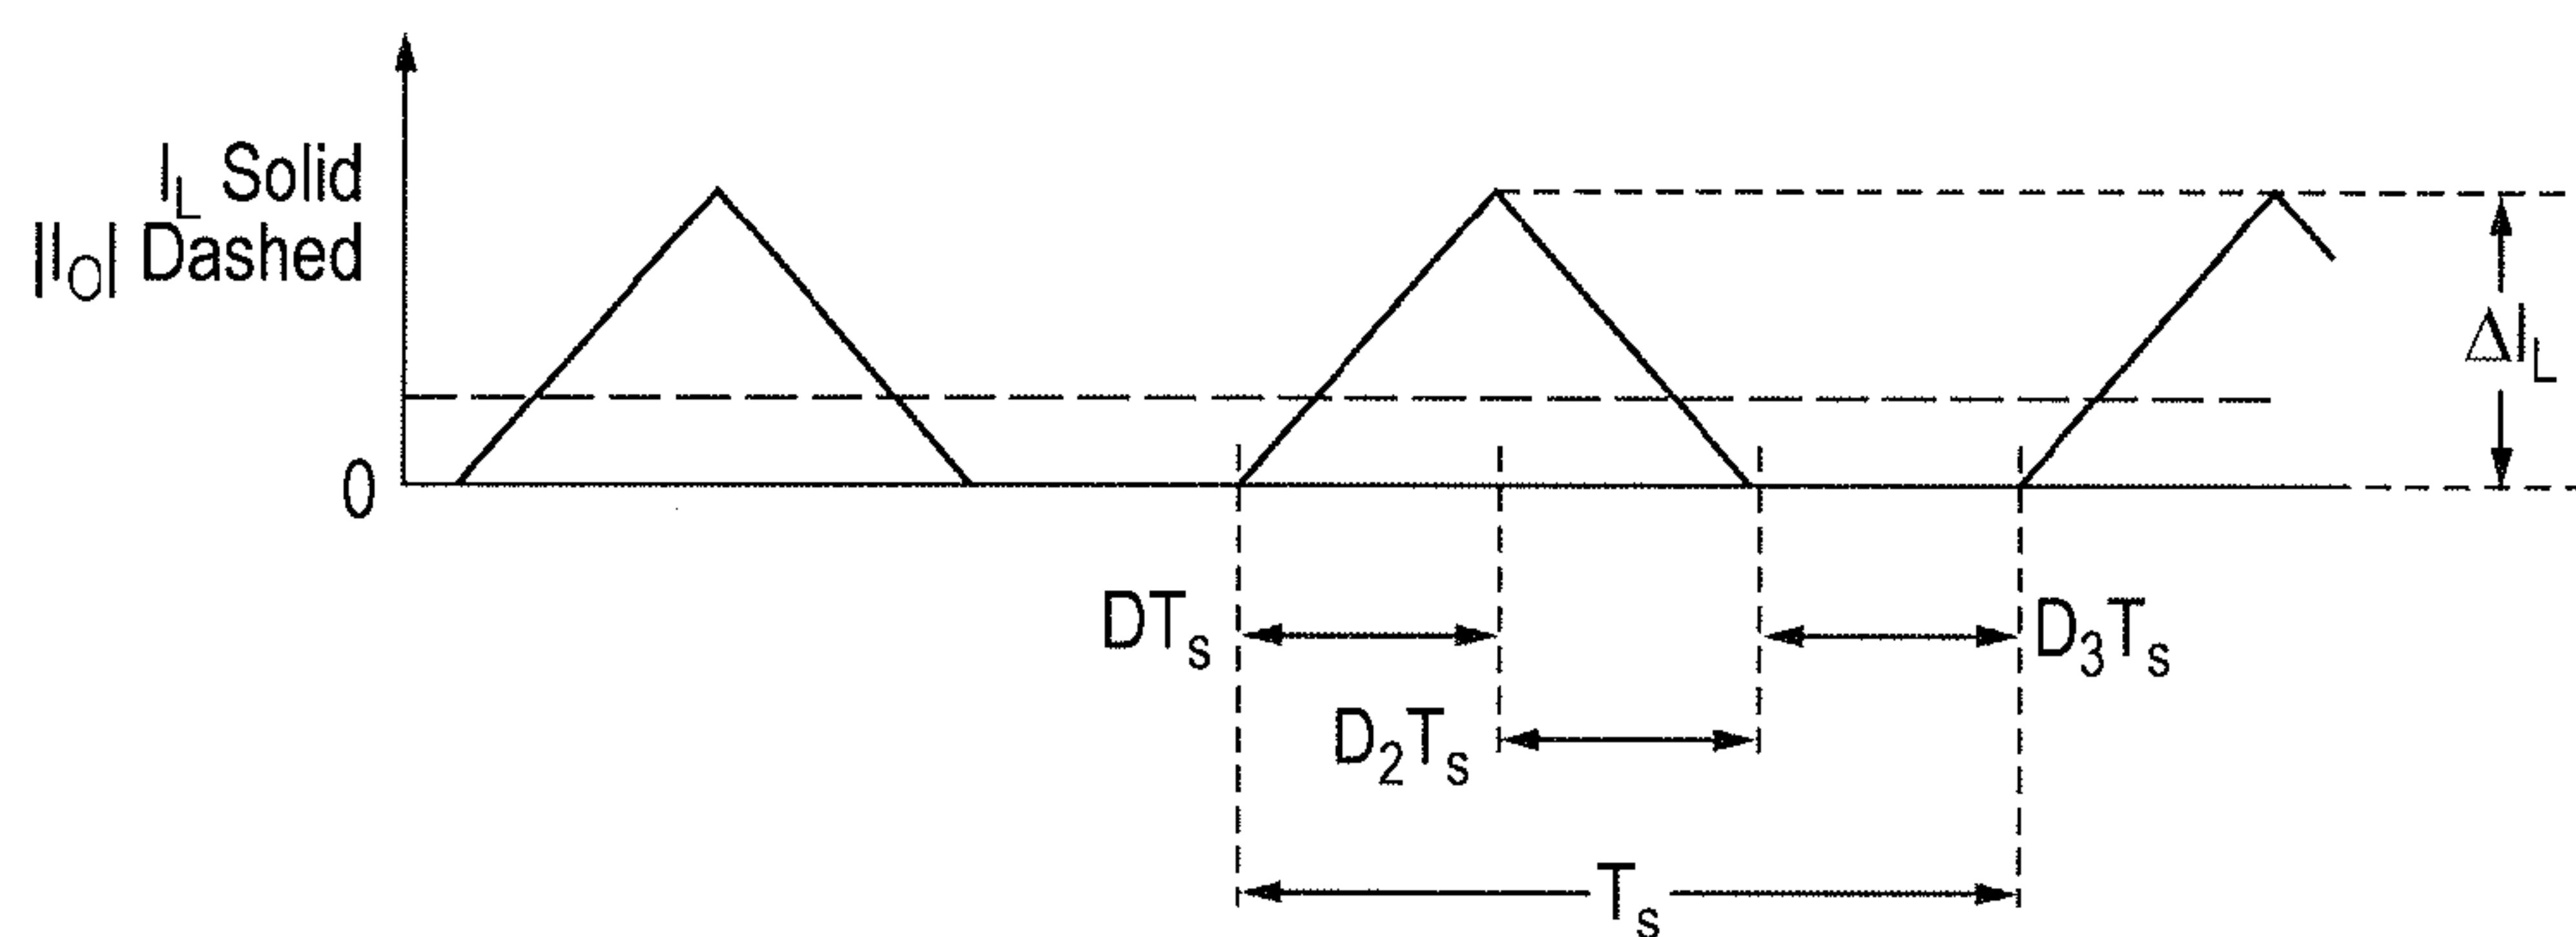 I_L Solid
|I_O| Dashed
0
ΔI_L
DT_s
D_3T_s
D_2T_s
T_s